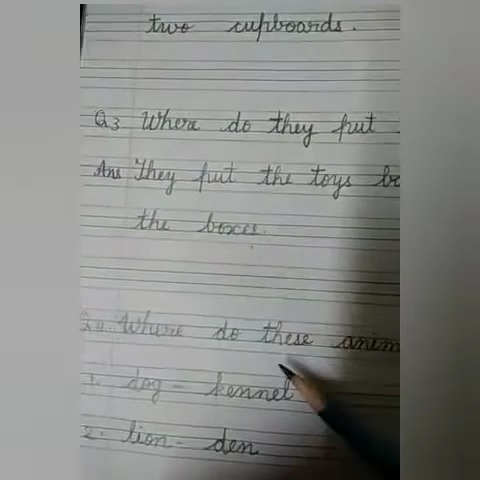 two cupboards.
Q3 Where do they put
Ans They put the toys
the boxes.
Q4. Where do these anim
1. dog - kennel
2. lion - den